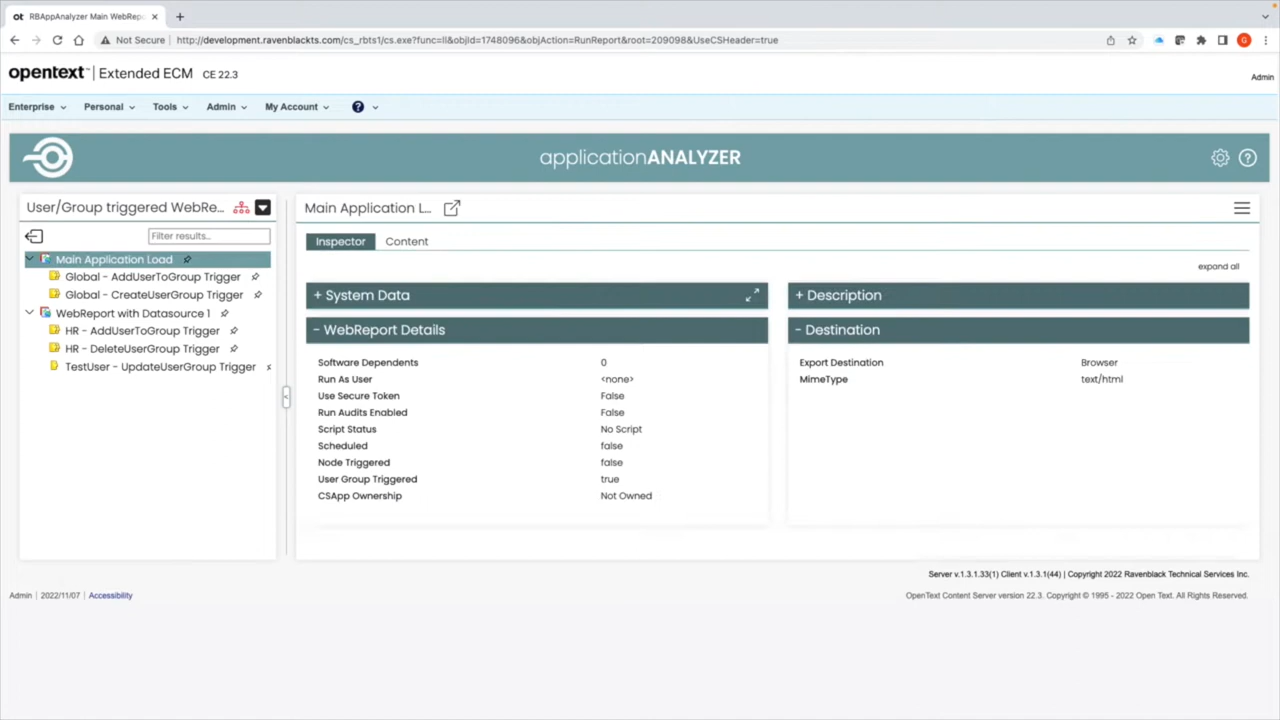 RBAppAnalyzer Main WebRepo
Not Secure
http://development.ravenblackts.com/cs_rbts1/cs.exe?func=ll&objId=1748096&objAction=RunReport&root=209098&UseCSHeader=true
G
opentext™ | Extended ECM CE 22.3
Admin
Enterprise Personal Tools Admin My Account ?
applicationANALYZER
?
User/Group triggered WebRe...
Filter results...
Main Application Load
Global - AddUserToGroup Trigger
Global - CreateUserGroup Trigger
WebReport with Datasource 1
HR - AddUserToGroup Trigger
HR - DeleteUserGroup Trigger
TestUser - UpdateUserGroup Trigger
Main Application L...
Inspector Content
expand all
+ System Data
- WebReport Details
Software Dependents 0
Run As User <none>
Use Secure Token False
Run Audits Enabled False
Script Status No Script
Scheduled false
Node Triggered false
User Group Triggered true
CSApp Ownership Not Owned
+ Description
- Destination
Export Destination Browser
MimeType text/html
Server v.1.3.1.33(1) Client v.1.3.1(44) | Copyright 2022 Ravenblack Technical Services Inc.
Admin | 2022/11/07 | Accessibility
OpenText Content Server version 22.3. Copyright © 1995 - 2022 Open Text. All Rights Reserved.